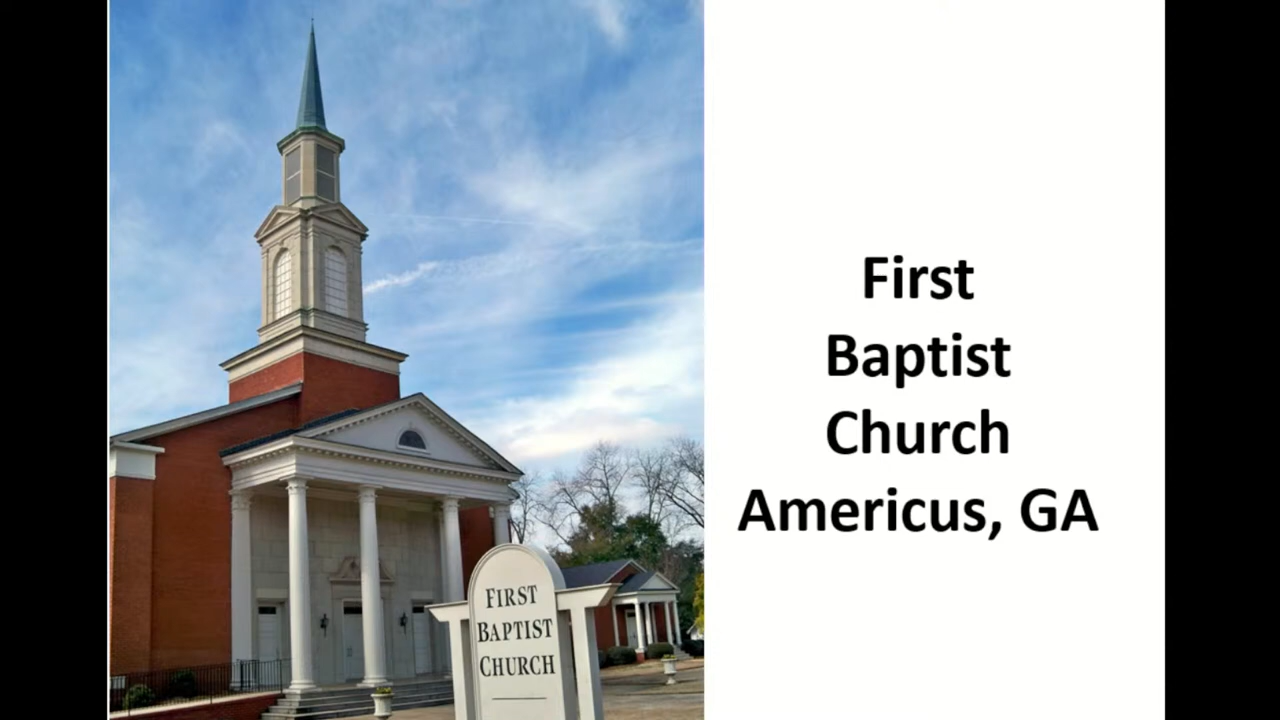 First
Baptist
Church
Americus, GA
FIRST
BAPTIST
CHURCH